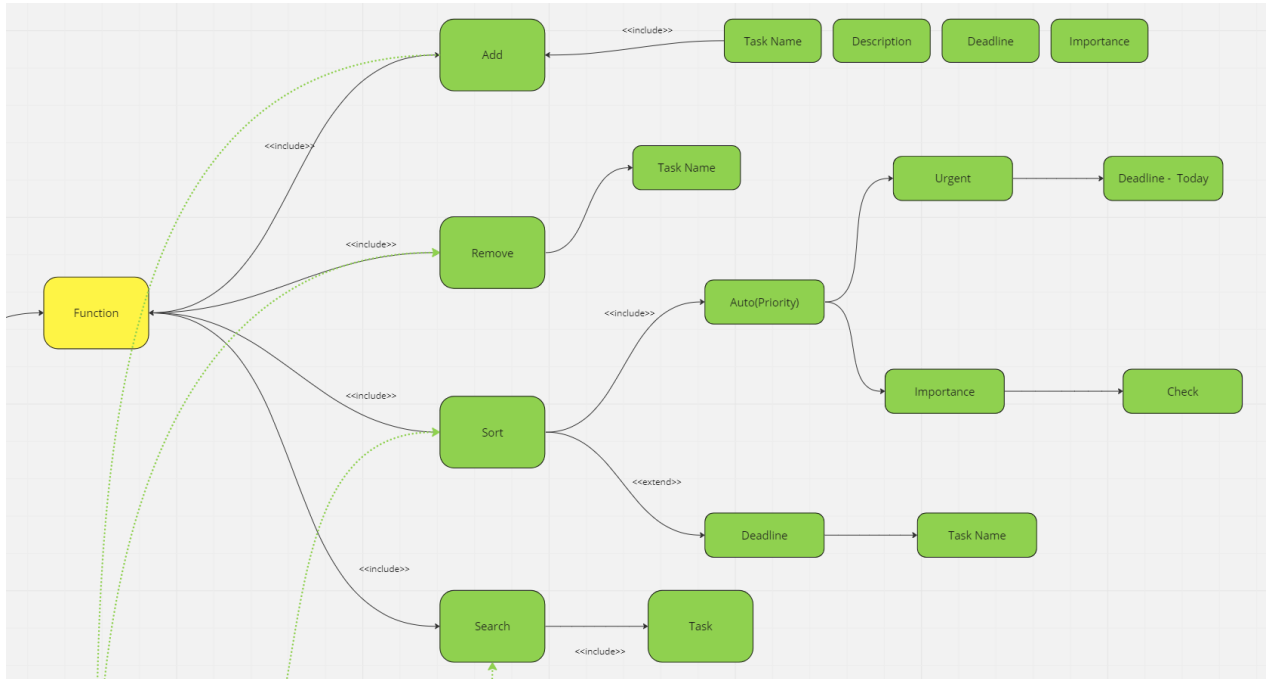 <<include>>
Add
Task Name
Description
Deadline
Importance
<<include>>
Task Name
Urgent
Deadline - Today
<<include>>
Remove
Function
<<include>>
Auto(Priority)
<<include>>
Sort
Importance
Check
<<extend>>
Deadline
Task Name
<<include>>
Search
Task
<<include>>